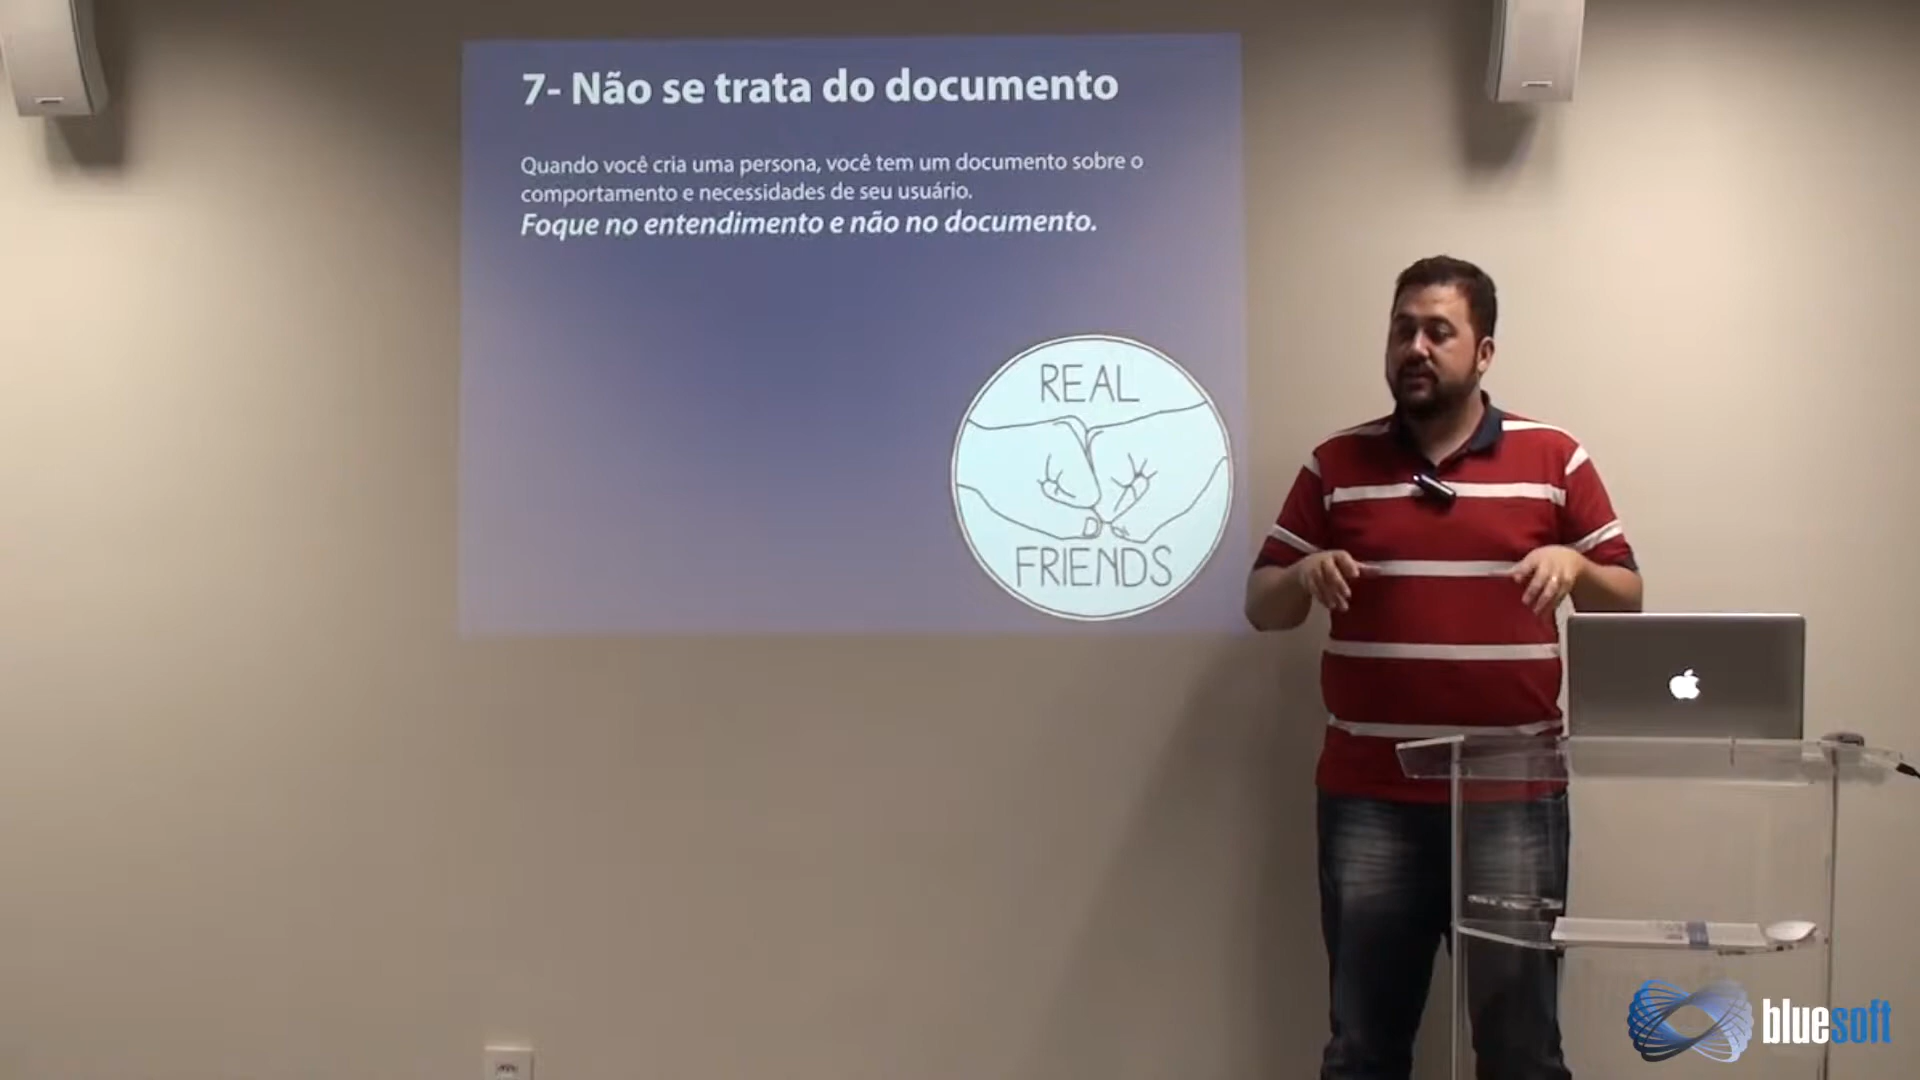 7- Não se trata do documento
Quando você cria uma persona, você tem um documento sobre o
comportamento e necessidades de seu usuário.
Foque no entendimento e não no documento.
REAL
FRIENDS
bluesoft